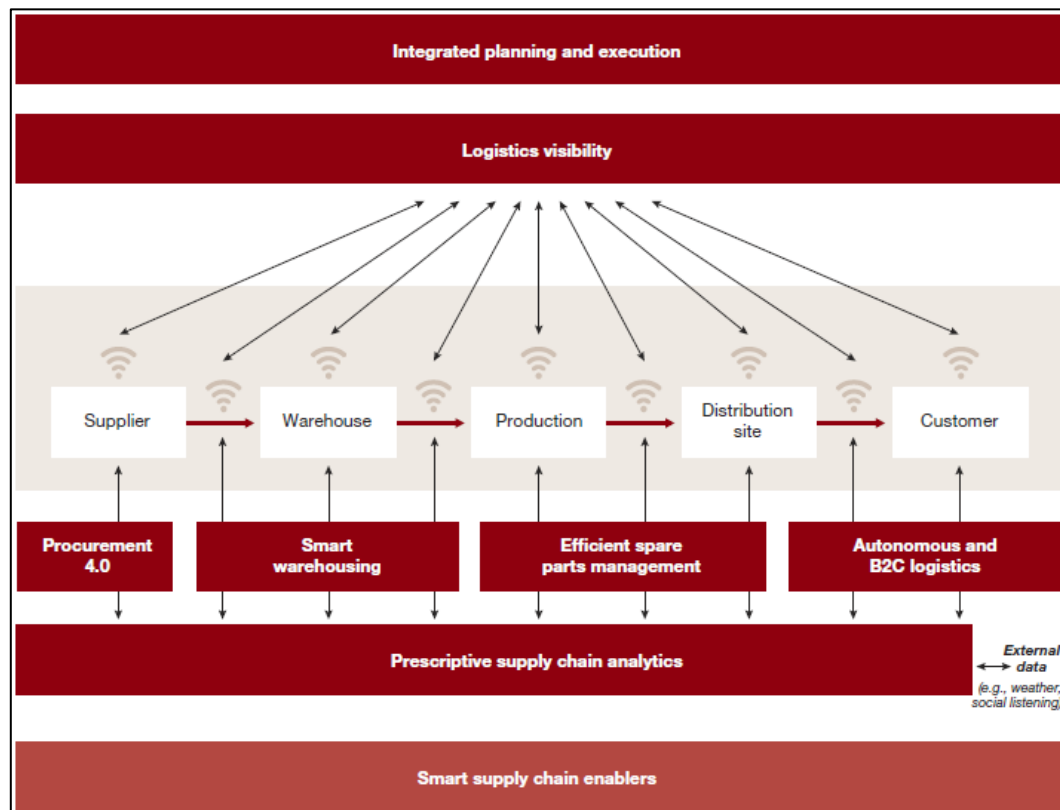 Integrated planning and execution
Logistics visibility
Supplier
Warehouse
Production
Distribution
site
Customer
Procurement
4.0
Smart
warehousing
Efficient spare
parts management
Autonomous and
B2C logistics
Prescriptive supply chain analytics
External
data
(e.g., weather,
social listening)
Smart supply chain enablers